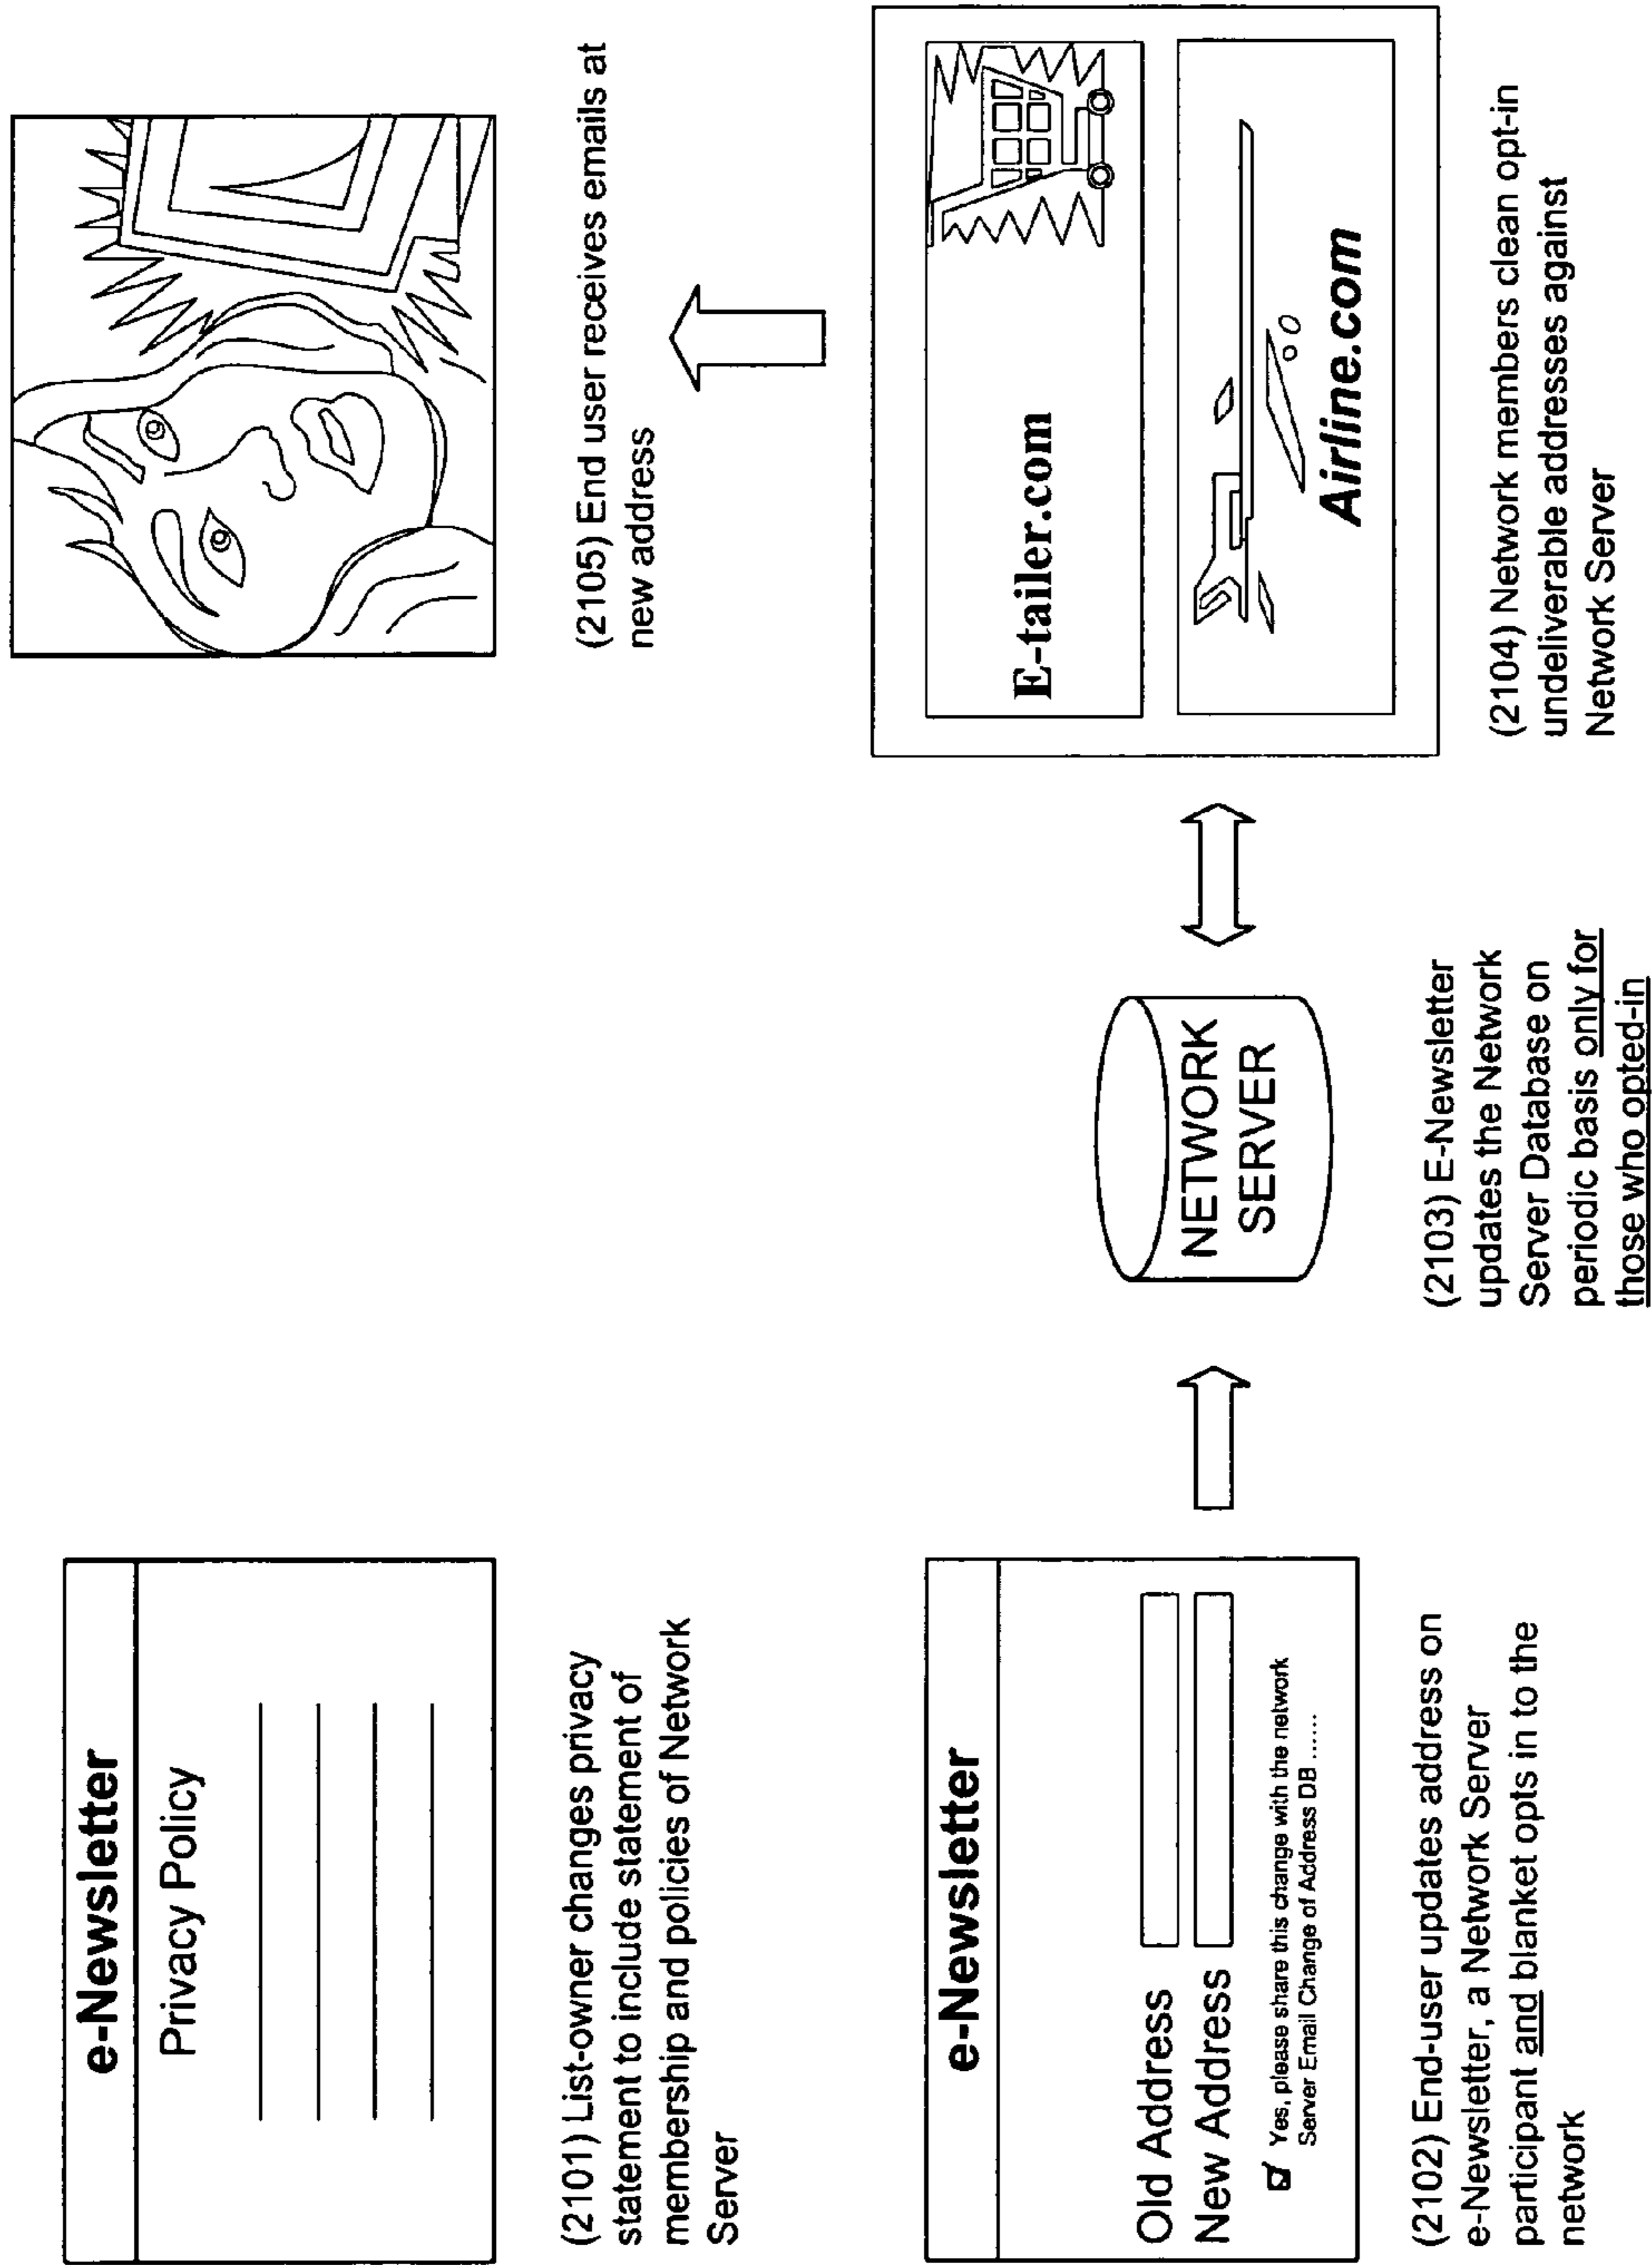 e-Newsletter
Privacy Policy
(2101) List-owner changes privacy
statement to include statement of
membership and policies of Network
Server
(2105) End user receives emails at
new address
e-Newsletter
Old Address
New Address
Yes, please share this change with the network
Server Email Change of Address DB ......
(2102) End-user updates address on
e-Newsletter, a Network Server
participant and blanket opts in to the
network
NETWORK
SERVER
(2103) E-Newsletter
updates the Network
Server Database on
periodic basis only for
those who opted-in
E-tailer.com
Airline.com
(2104) Network members clean opt-in
undeliverable addresses against
Network Server